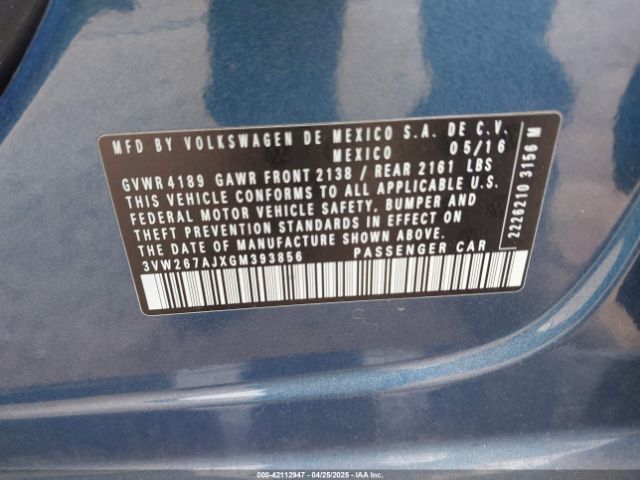 MFD BY VOLKSWAGEN DE MEXICO S.A. DE C.V.
MEXICO 05/16
GVWR 4189 GAWR FRONT 2138 / REAR 2161 LBS
THIS VEHICLE CONFORMS TO ALL APPLICABLE U.S.
FEDERAL MOTOR VEHICLE SAFETY, BUMPER AND
THEFT PREVENTION STANDARDS IN EFFECT ON
THE DATE OF MANUFACTURE SHOWN ABOVE.
3VW267AJXGM393856 PASSENGER CAR
2226210 3156 M
000-42112947 - 04/25/2025 - IAAI.COM